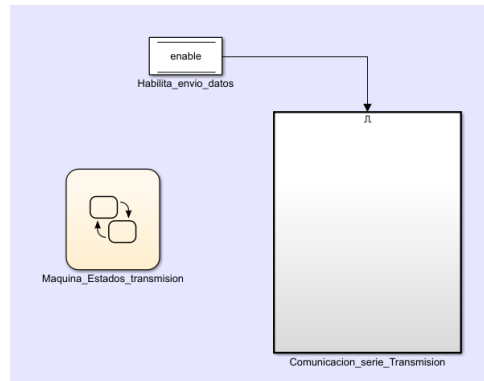 enable
Habilita_envio_datos
Maquina_Estados_transmision
Comunicacion_serie_Transmision